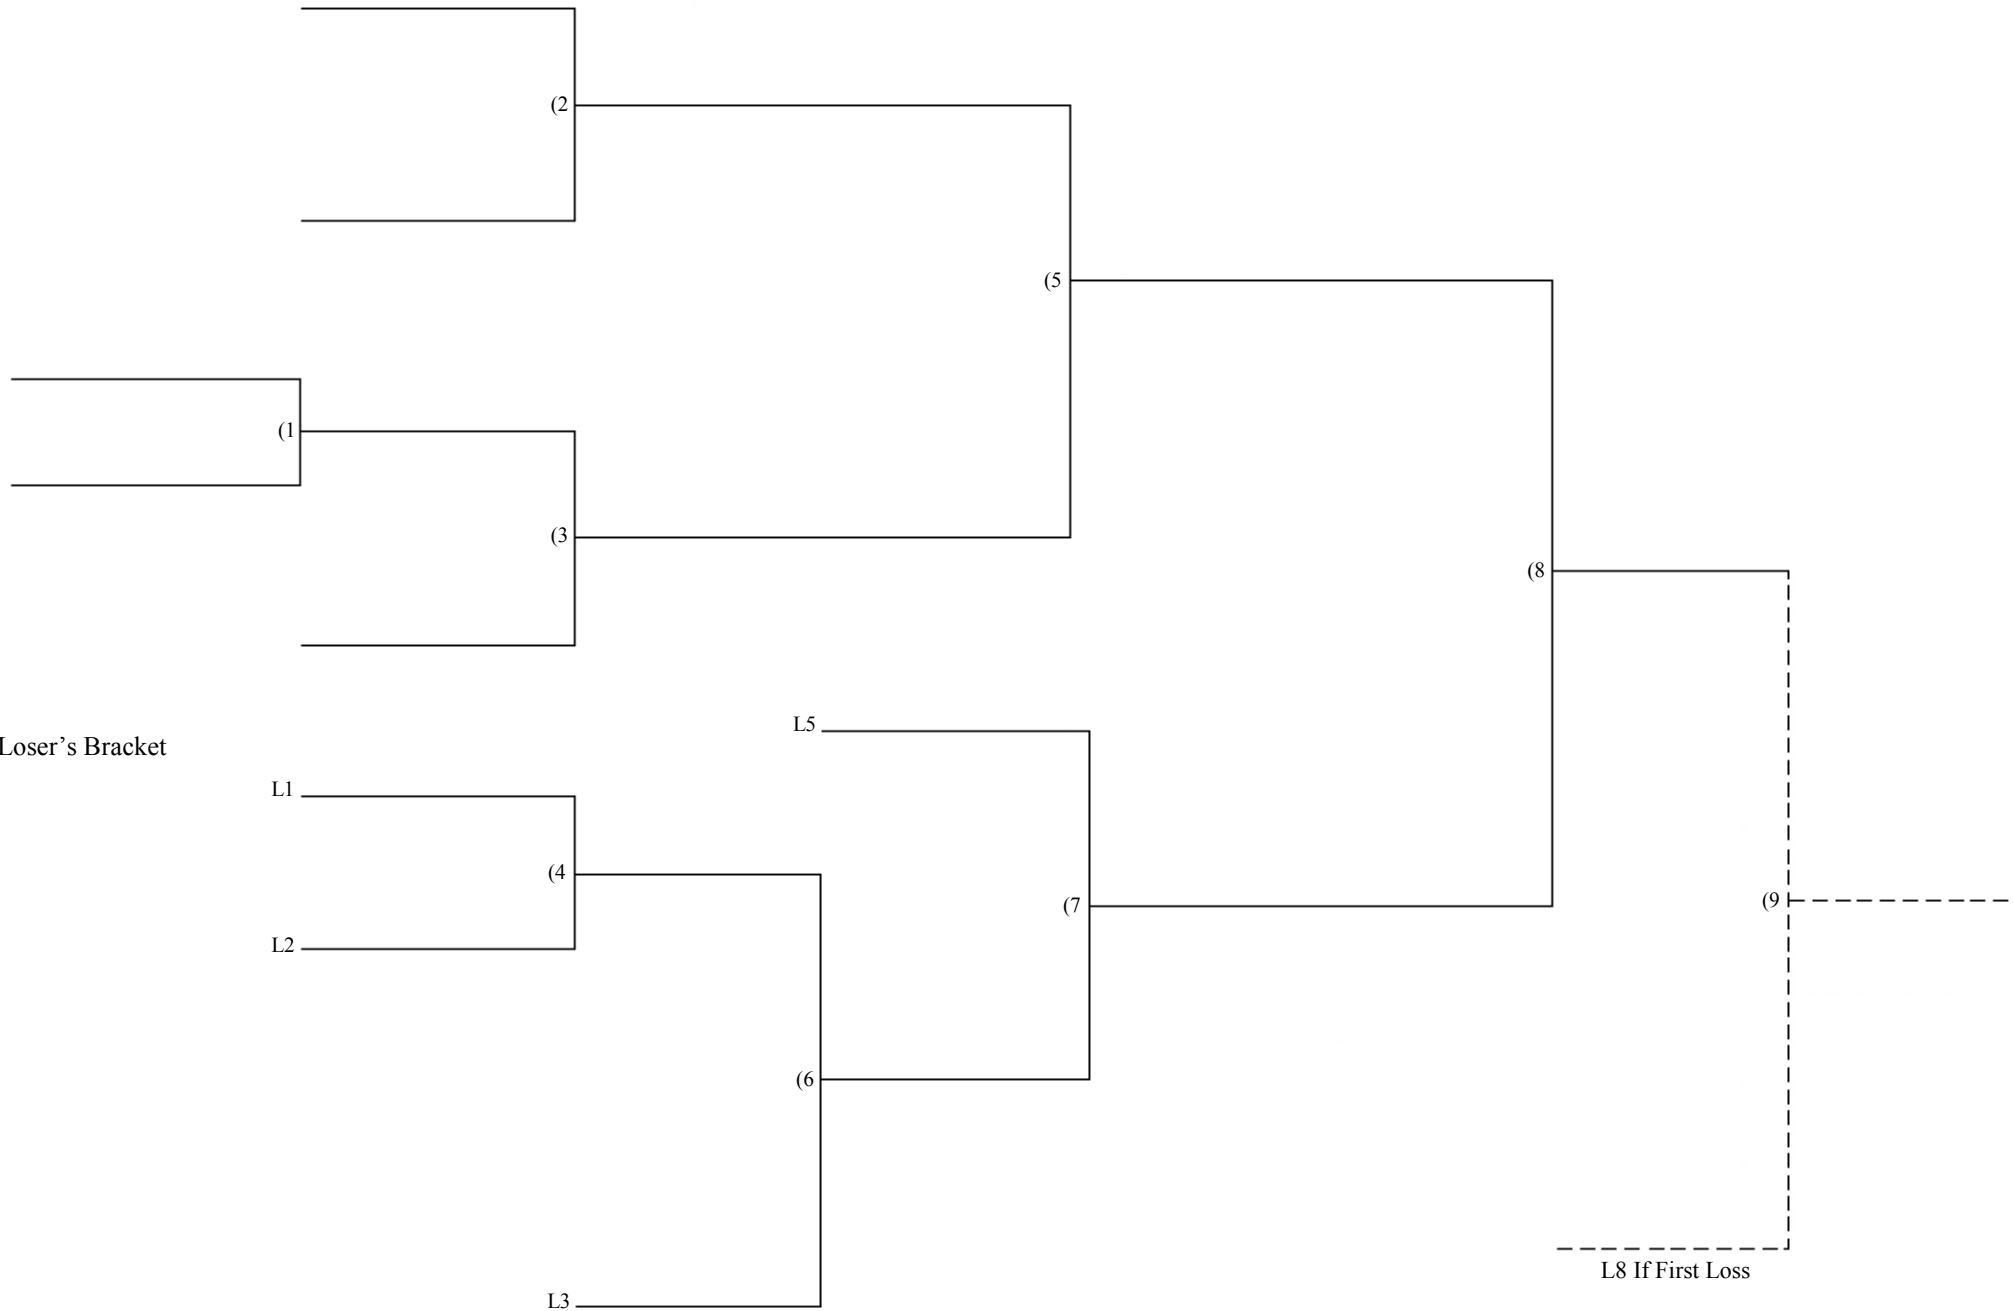 (2
(5
(1
(3
(8
L5
Loser’s Bracket
L1
(4
(7
(9
L2
(6
L8 If First Loss
L3